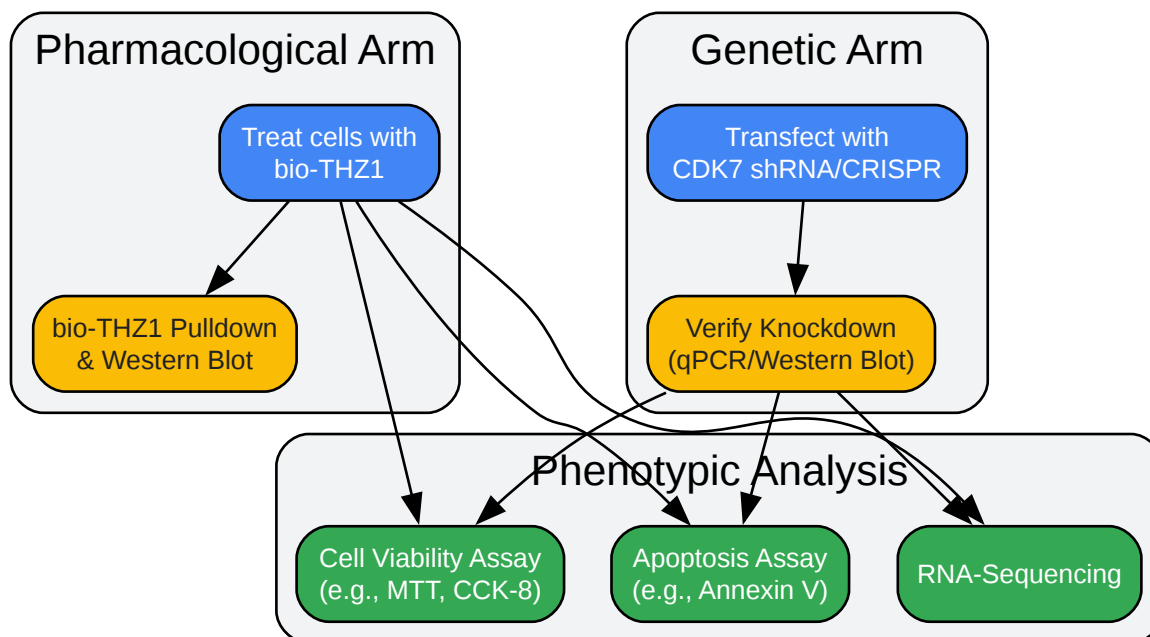 Pharmacological Arm
Treat cells with
bio-THZ1
bio-THZ1 Pulldown
& Western Blot
Genetic Arm
Transfect with
CDK7 shRNA/CRISPR
Verify Knockdown
(qPCR/Western Blot)
Phenotypic Analysis
Cell Viability Assay
(e.g., MTT, CCK-8)
Apoptosis Assay
(e.g., Annexin V)
RNA-Sequencing